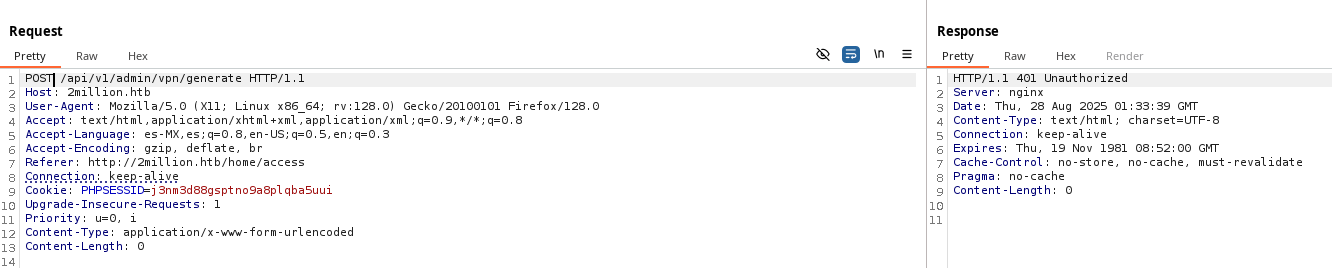 Request
Pretty Raw Hex
\n
1 POST /api/v1/admin/vpn/generate HTTP/1.1
2 Host: 2million.htb
3 User-Agent: Mozilla/5.0 (X11; Linux x86_64; rv:128.0) Gecko/20100101 Firefox/128.0
4 Accept: text/html,application/xhtml+xml,application/xml;q=0.9,*/*;q=0.8
5 Accept-Language: es-MX,es;q=0.8,en-US;q=0.5,en;q=0.3
6 Accept-Encoding: gzip, deflate, br
7 Referer: http://2million.htb/home/access
8 Connection: keep-alive
9 Cookie: PHPSESSID=j3nm3d88gsptno9a8plqba5uui
10 Upgrade-Insecure-Requests: 1
11 Priority: u=0, i
12 Content-Type: application/x-www-form-urlencoded
13 Content-Length: 0
14
Response
Pretty Raw Hex Render
1 HTTP/1.1 401 Unauthorized
2 Server: nginx
3 Date: Thu, 28 Aug 2025 01:33:39 GMT
4 Content-Type: text/html; charset=UTF-8
5 Connection: keep-alive
6 Expires: Thu, 19 Nov 1981 08:52:00 GMT
7 Cache-Control: no-store, no-cache, must-revalidate
8 Pragma: no-cache
9 Content-Length: 0
10
11